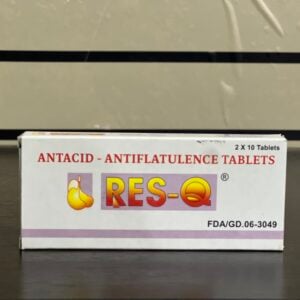 2 X 10 Tablets
ANTACID - ANTIFLATULENCE TABLETS
RES-Q ®
FDA/GD.06-3049